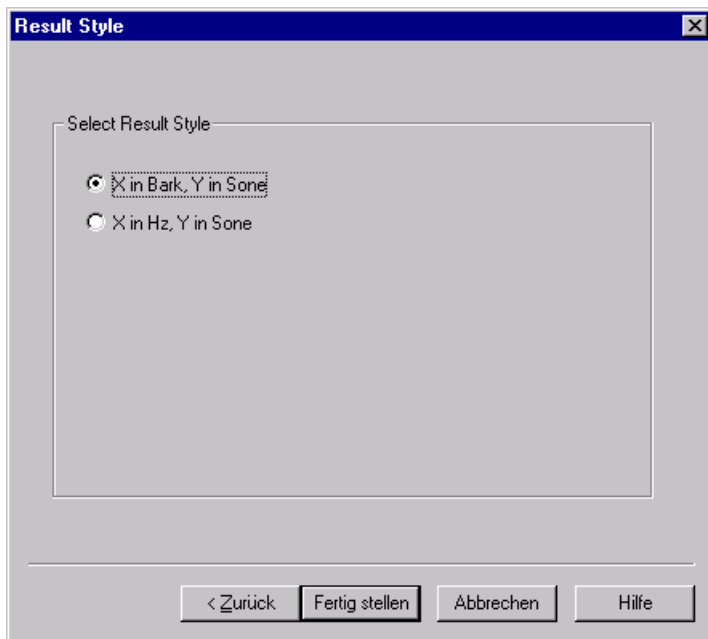 Result Style
Select Result Style
X in Bark, Y in Sone
X in Hz, Y in Sone
< Zurück Fertig stellen Abbrechen Hilfe